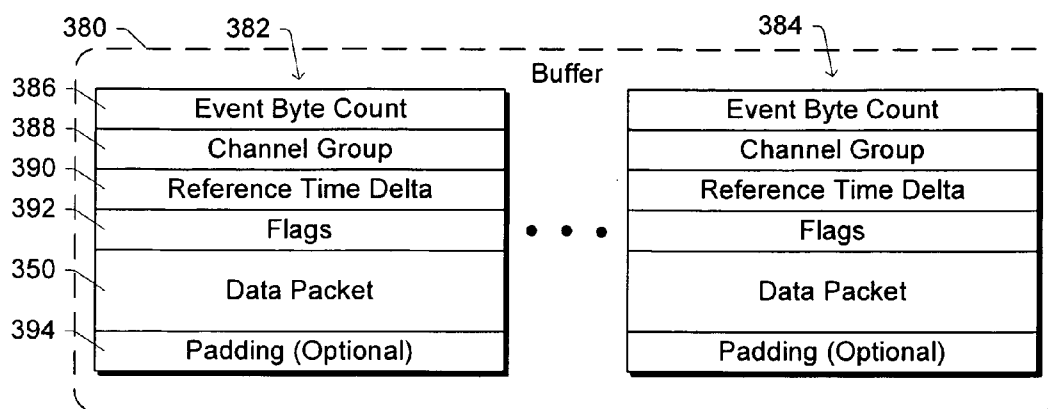 380
382
384
Buffer
386
Event Byte Count
Event Byte Count
388
Channel Group
Channel Group
390
Reference Time Delta
Reference Time Delta
392
Flags
Flags
350
Data Packet
Data Packet
394
Padding (Optional)
Padding (Optional)